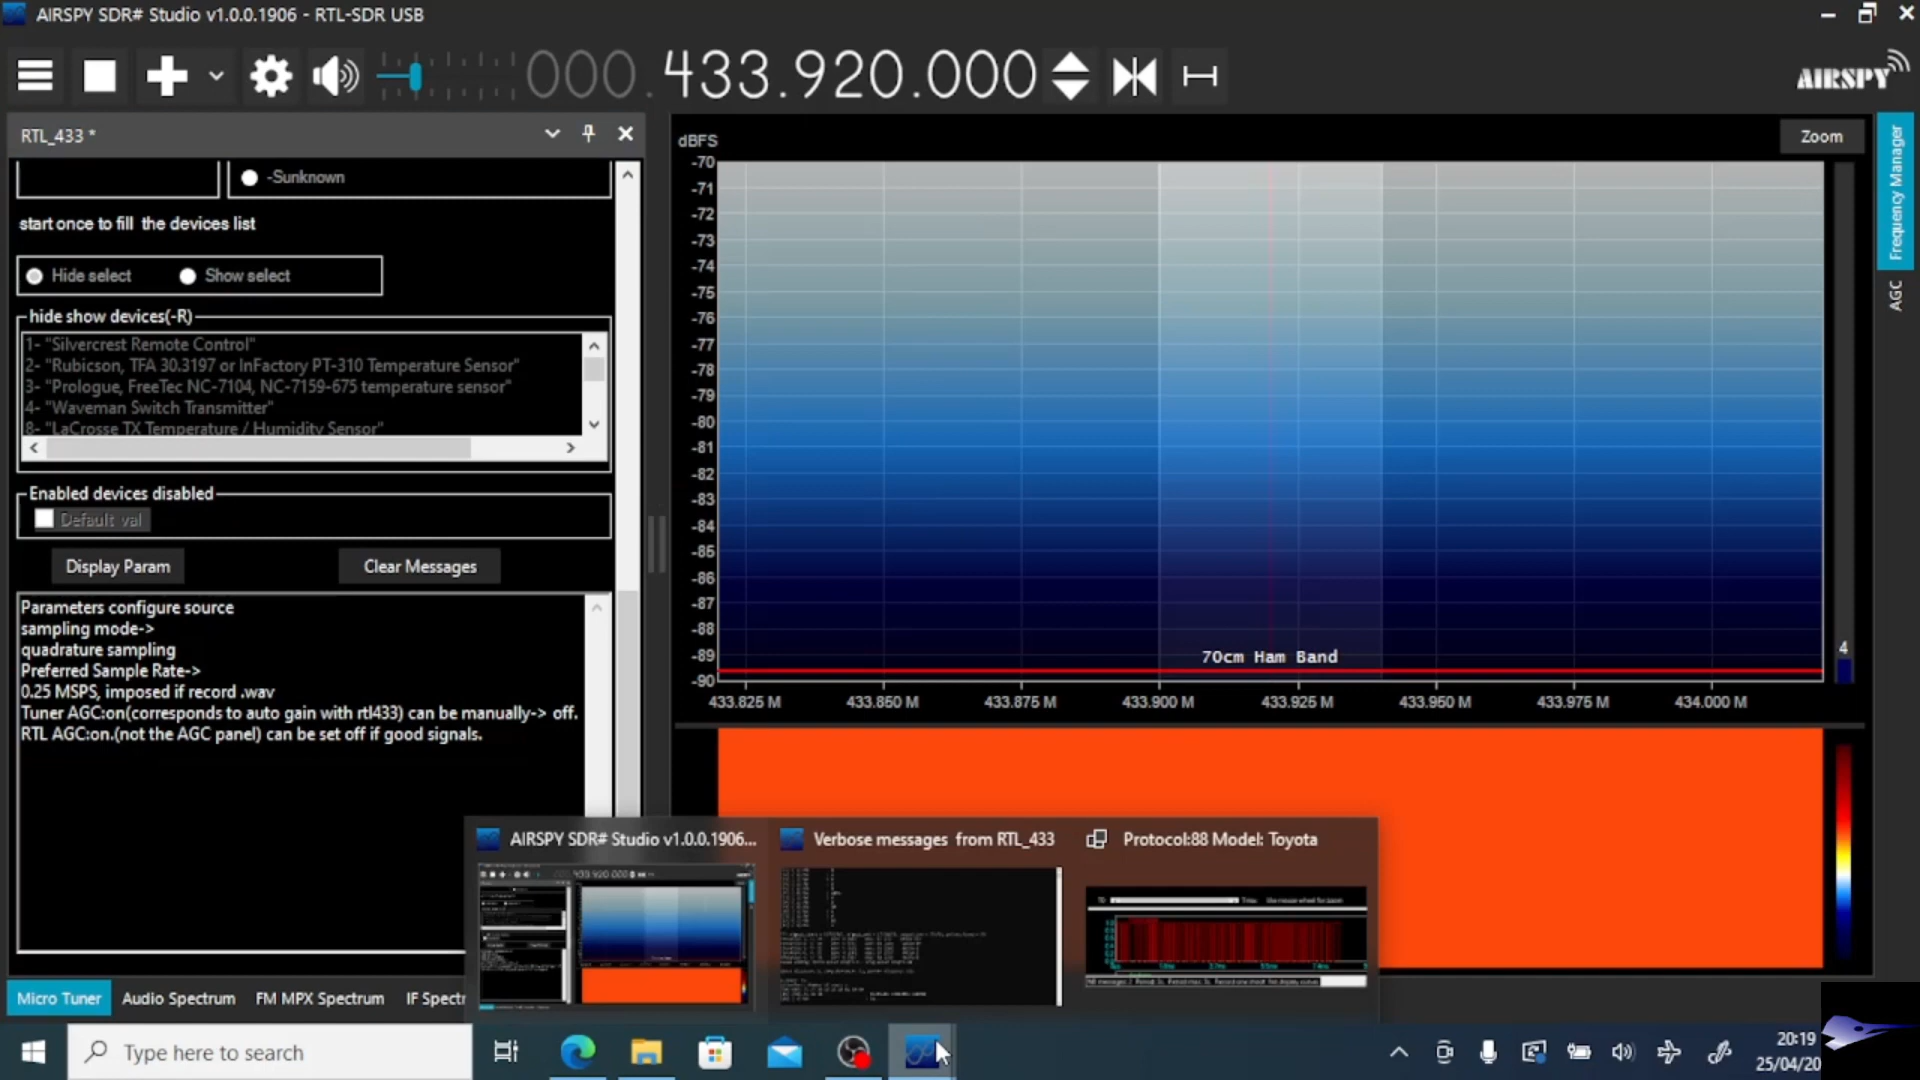 AIRSPY SDR# Studio v1.0.0.1906 - RTL-SDR USB
000.433.920.000
AIRSPY
RTL_433 *
-Sunknown
start once to fill the devices list
Hide select
Show select
hide show devices(-R)
1- "Silvercrest Remote Control"
2- "Rubicson, TFA 30.3197 or InFactory PT-310 Temperature Sensor"
3- "Prologue, FreeTec NC-7104, NC-7159-675 temperature sensor"
4- "Waveman Switch Transmitter"
8- "LaCrosse TX Temperature / Humidity Sensor"
Enabled devices disabled
Default val
Display Param
Clear Messages
Parameters configure source
sampling mode->
quadrature sampling
Preferred Sample Rate->
0.25 MSPS, imposed if record .wav
Tuner AGC:on(corresponds to auto gain with rtl433) can be manually-> off.
RTL AGC:on.(not the AGC panel) can be set off if good signals.
dBFS
Zoom
-70
-71
-72
-73
-74
-75
-76
-77
-78
-79
-80
-81
-82
-83
-84
-85
-86
-87
-88
-89
-90
70cm Ham Band
4
433.825 M
433.850 M
433.875 M
433.900 M
433.925 M
433.950 M
433.975 M
434.000 M
Frequency Manager
AGC
AIRSPY SDR# Studio v1.0.0.1906...
Verbose messages from RTL_433
Protocol:88 Model: Toyota
Micro Tuner
Audio Spectrum
FM MPX Spectrum
IF Spectr
Type here to search
20:19
25/04/20